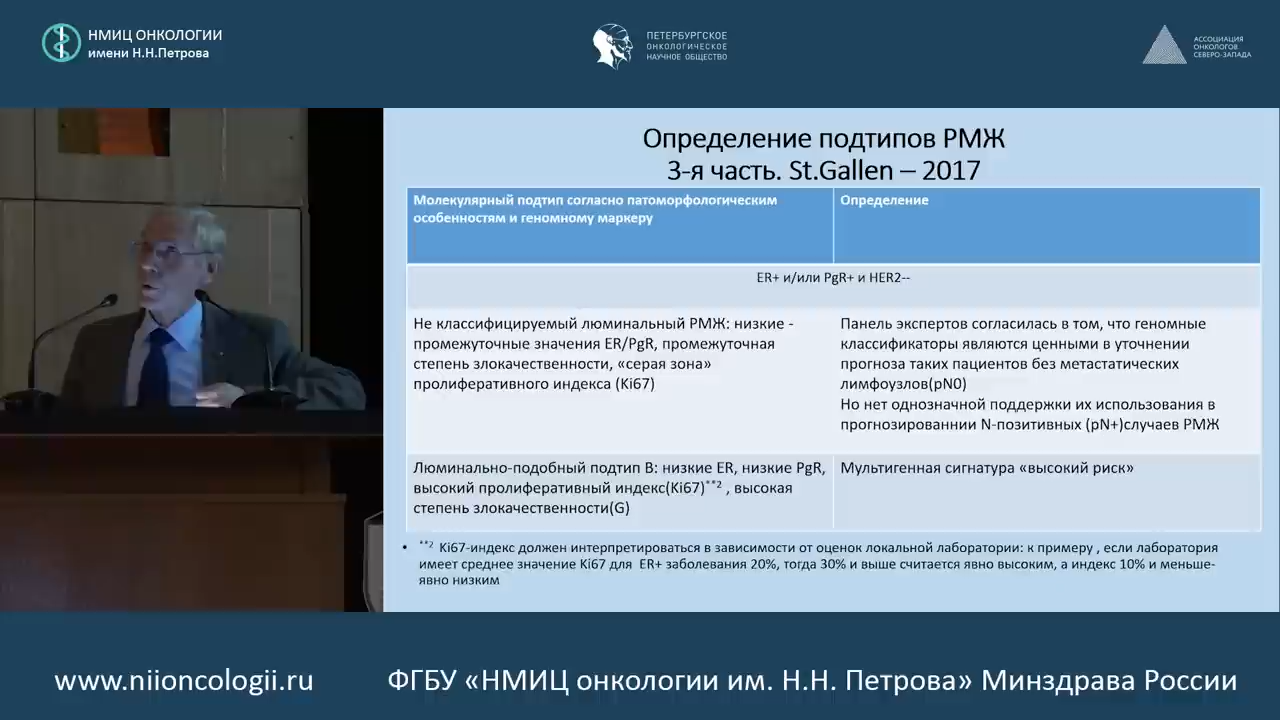 НМИЦ ОНКОЛОГИИ
имени Н.Н.Петрова
ПЕТЕРБУРГСКОЕ
ОНКОЛОГИЧЕСКОЕ
НАУЧНОЕ ОБЩЕСТВО
АССОЦИАЦИЯ
ОНКОЛОГОВ
СЕВЕРО-ЗАПАДА
Определение подтипов РМЖ
3-я часть. St.Gallen – 2017
Молекулярный подтип согласно патоморфологическим
особенностям и геномному маркеру
Определение
ER+ и/или PgR+ и HER2--
Не классифицируемый люминальный РМЖ: низкие -
промежуточные значения ER/PgR, промежуточная
степень злокачественности, «серая зона»
пролиферативного индекса (Ki67)
Панель экспертов согласилась в том, что геномные
классификаторы являются ценными в уточнении
прогноза таких пациентов без метастатических
лимфоузлов(pN0)
Но нет однозначной поддержки их использования в
прогнозированнии N-позитивных (pN+)случаев РМЖ
Люминально-подобный подтип В: низкие ER, низкие PgR,
высокий пролиферативный индекс(Ki67)**2 , высокая
степень злокачественности(G)
Мультигенная сигнатура «высокий риск»
• **2 Ki67-индекс должен интерпретироваться в зависимости от оценок локальной лаборатории: к примеру , если лаборатория
имеет среднее значение Ki67 для ER+ заболевания 20%, тогда 30% и выше считается явно высоким, а индекс 10% и меньше-
явно низким
www.niioncologii.ru
ФГБУ «НМИЦ онкологии им. Н.Н. Петрова» Минздрава России